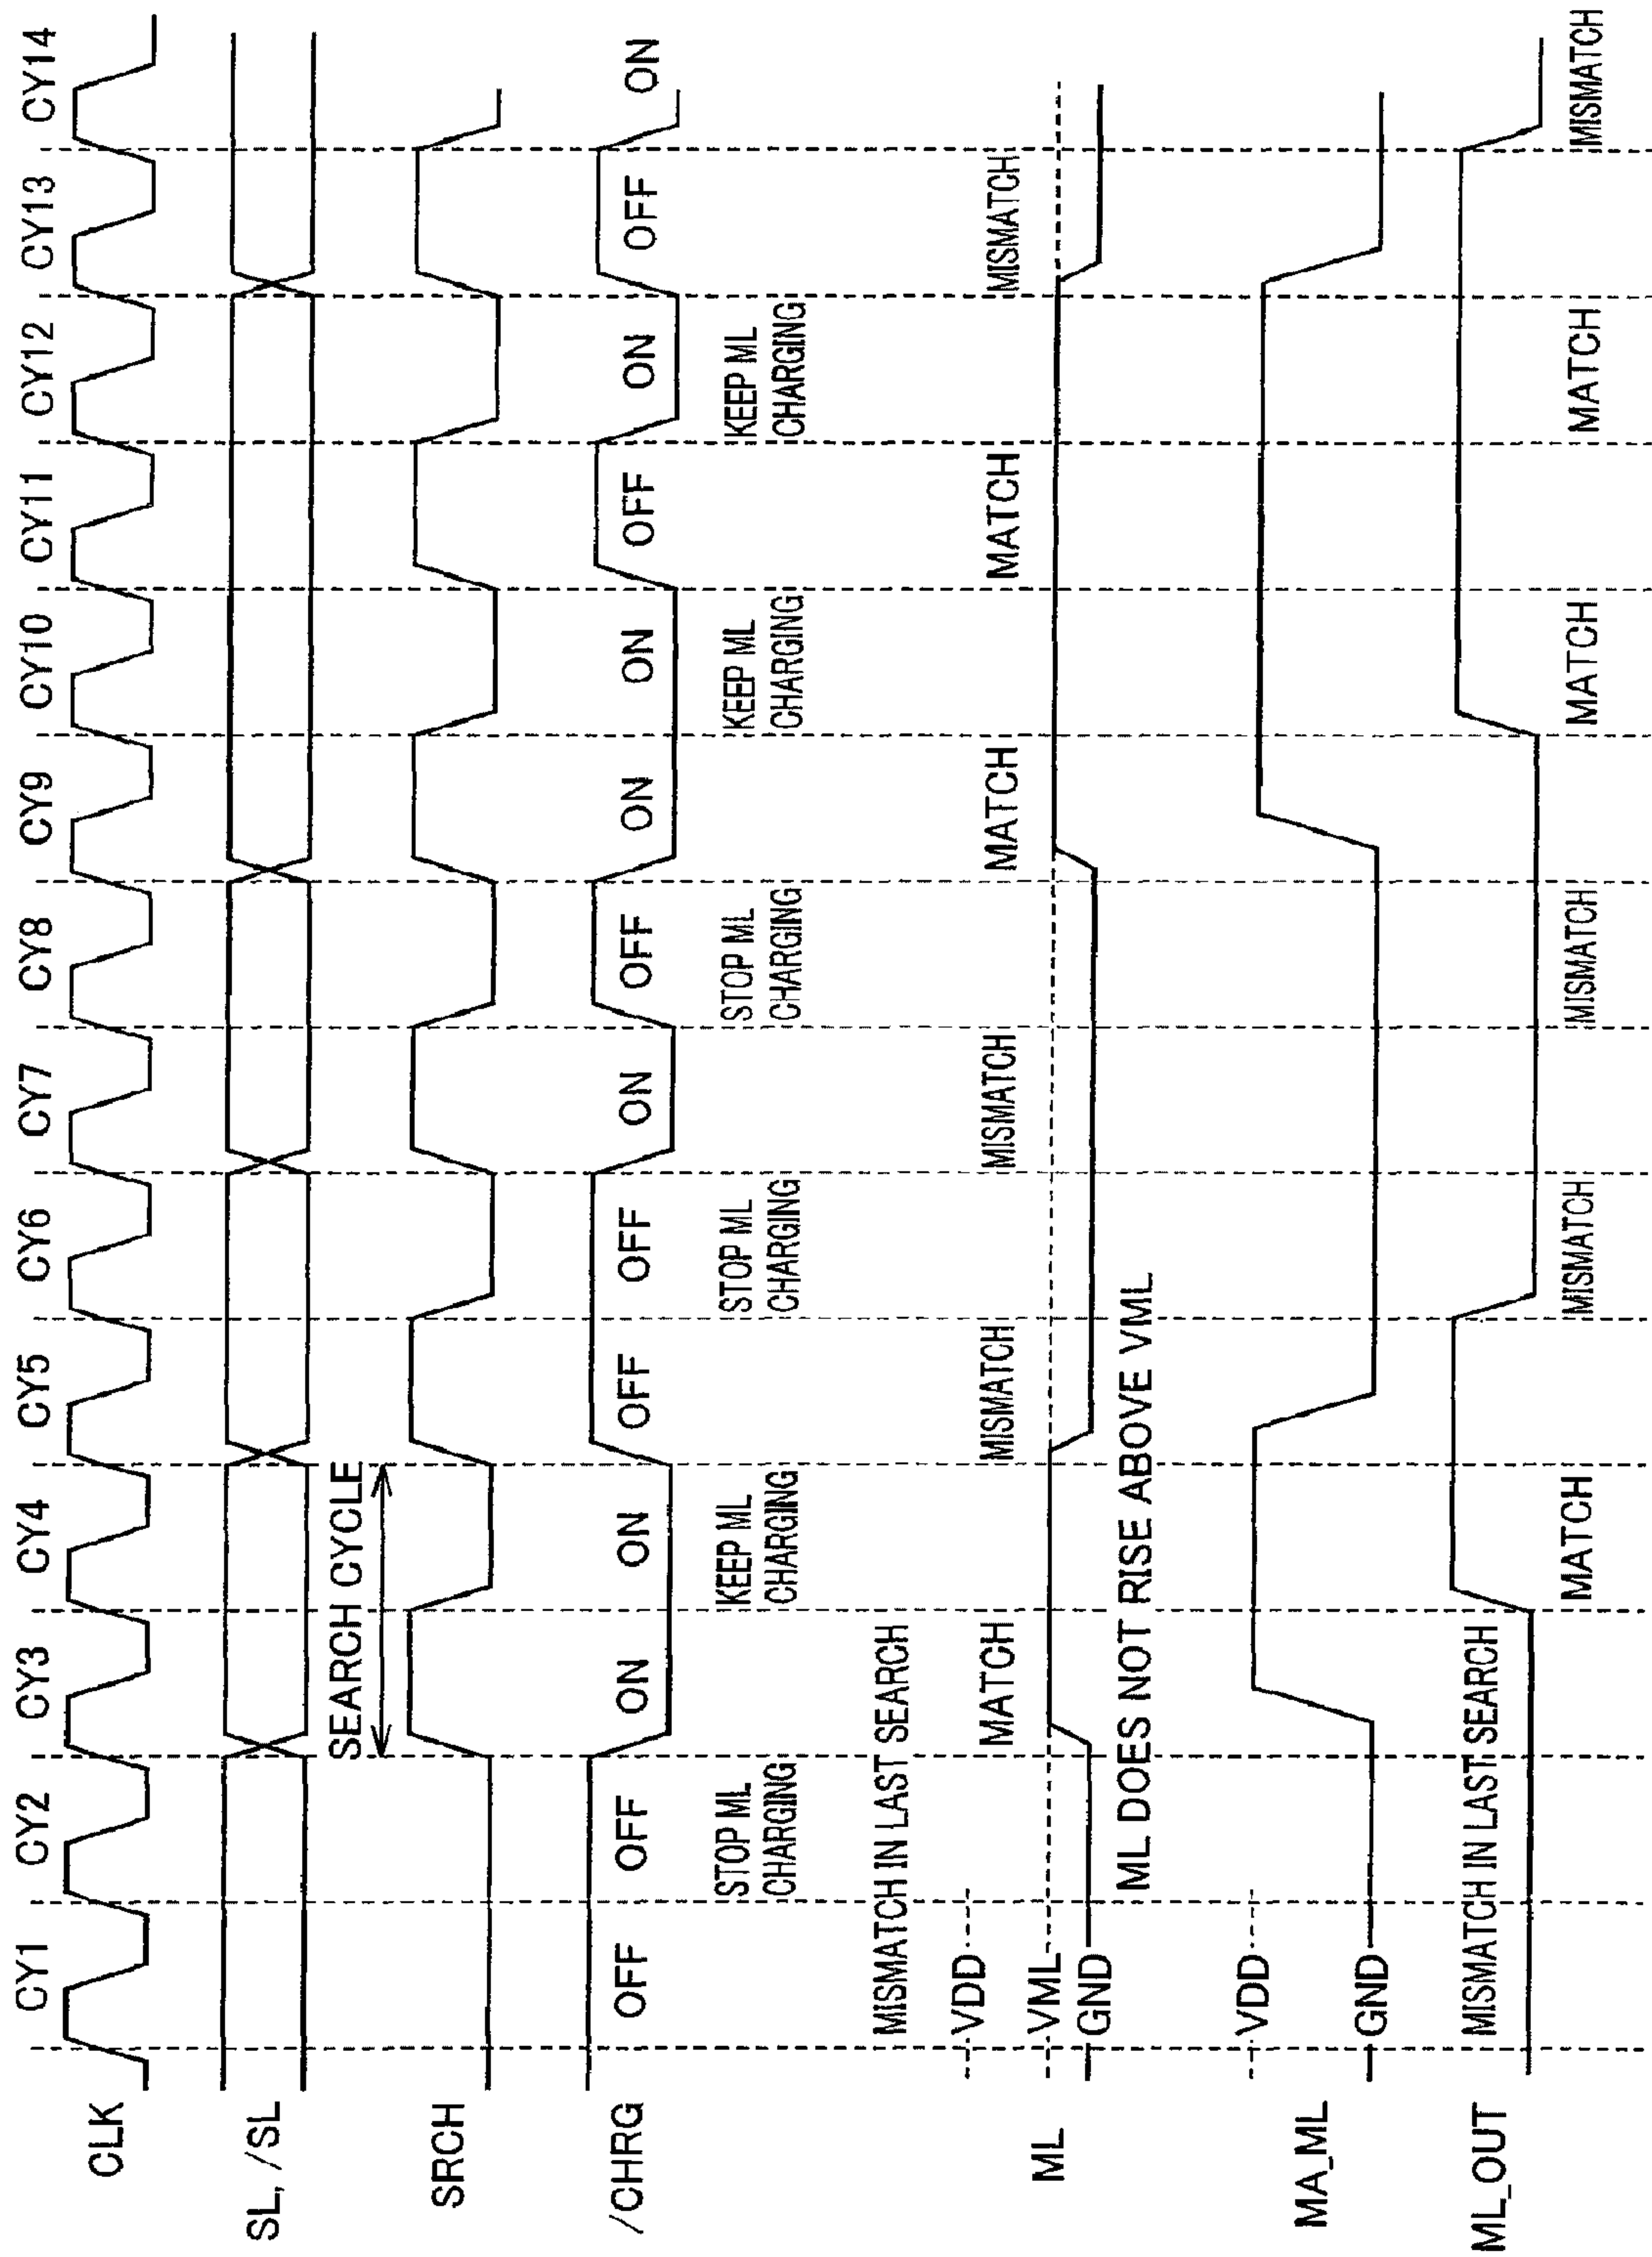 CY1 CY2 CY3 CY4 CY5 CY6 CY7 CY8 CY9 CY10 CY11 CY12 CY13 CY14
CLK
SL, /SL
SEARCH CYCLE
SRCH
/CHRG
OFF OFF ON ON OFF OFF ON OFF ON ON OFF ON OFF ON
STOP ML CHARGING
KEEP ML CHARGING
STOP ML CHARGING
STOP ML CHARGING
KEEP ML CHARGING
KEEP ML CHARGING
MISMATCH IN LAST SEARCH
VDD
MATCH MISMATCH MISMATCH MATCH MATCH MISMATCH
ML
VML
GND
ML DOES NOT RISE ABOVE VML
MA_ML
VDD
GND
MISMATCH IN LAST SEARCH
ML_OUT
MATCH MISMATCH MISMATCH MATCH MATCH MISMATCH